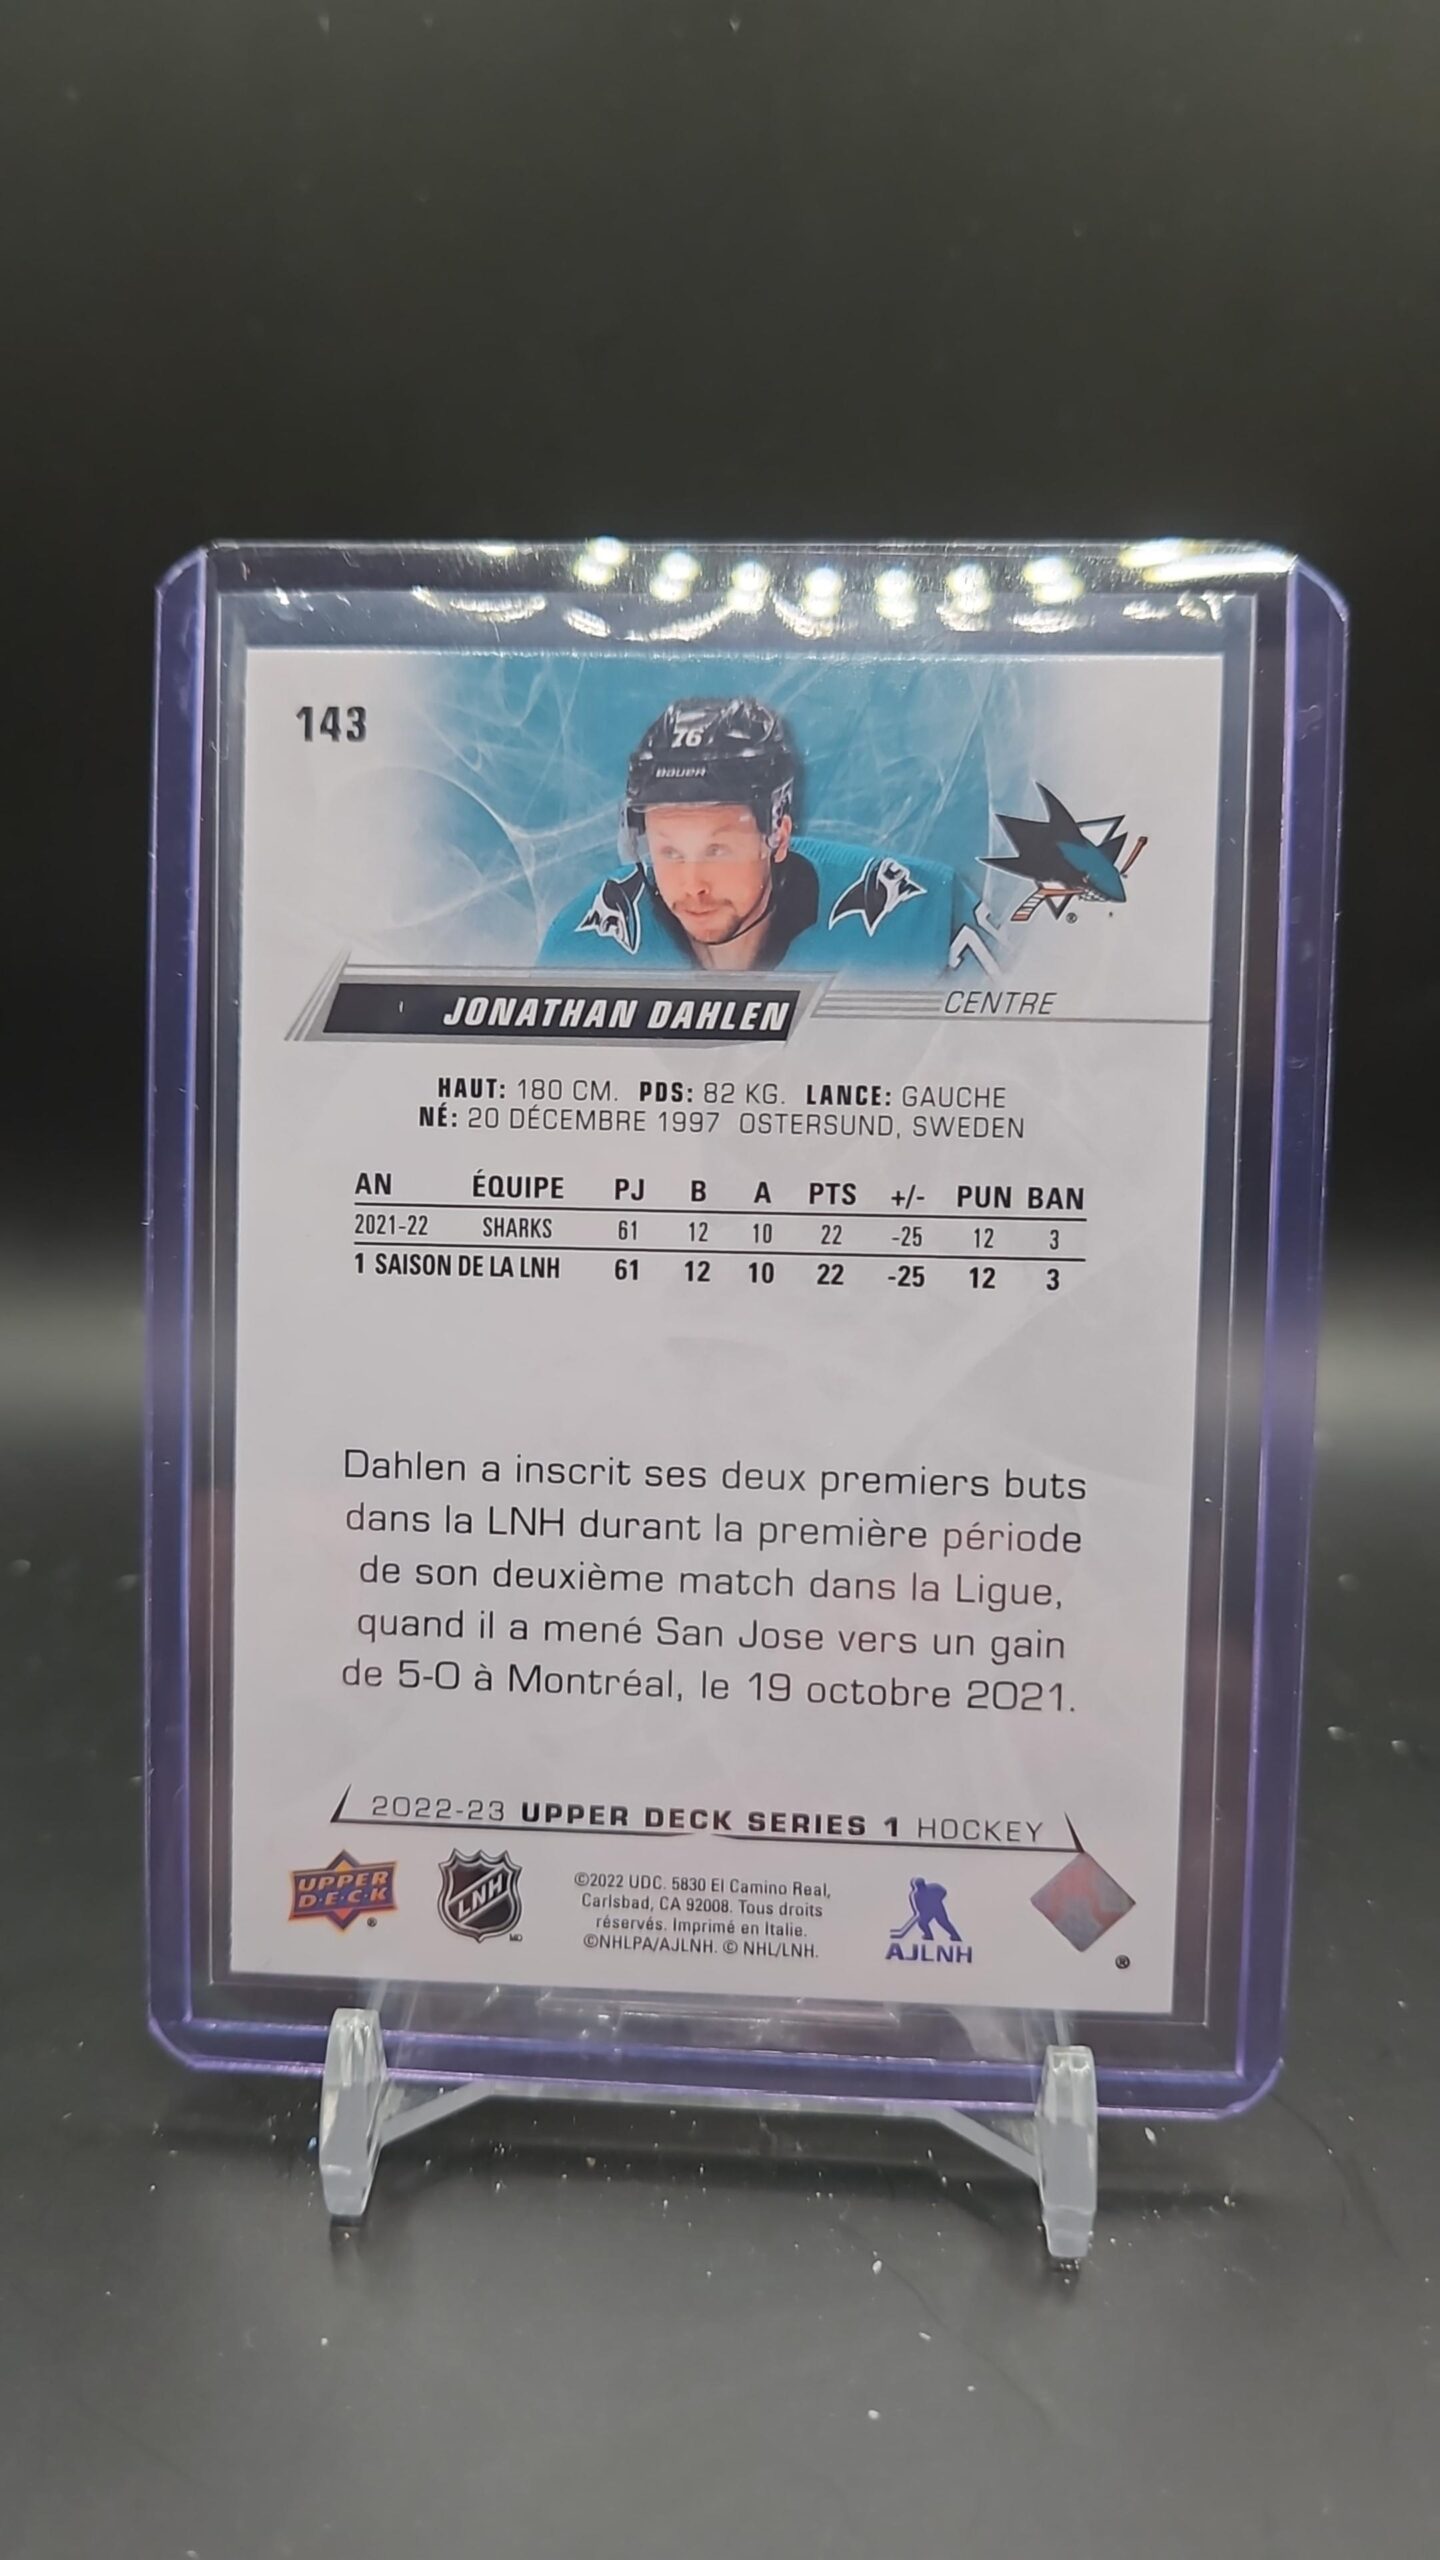 143
76
BAUER
76
JONATHAN DAHLEN
CENTRE
HAUT: 180 CM. PDS: 82 KG. LANCE: GAUCHE
NÉ: 20 DÉCEMBRE 1997 OSTERSUND, SWEDEN
AN ÉQUIPE PJ B A PTS +/- PUN BAN
2021-22 SHARKS 61 12 10 22 -25 12 3
1 SAISON DE LA LNH 61 12 10 22 -25 12 3
Dahlen a inscrit ses deux premiers buts
dans la LNH durant la première période
de son deuxième match dans la Ligue,
quand il a mené San Jose vers un gain
de 5-0 à Montréal, le 19 octobre 2021.
2022-23 UPPER DECK SERIES 1 HOCKEY
UPPER
D·E·C·K
®
LNH
MD
©2022 UDC. 5830 El Camino Real,
Carlsbad, CA 92008. Tous droits
réservés. Imprimé en Italie.
©NHLPA/AJLNH. © NHL/LNH.
AJLNH
®